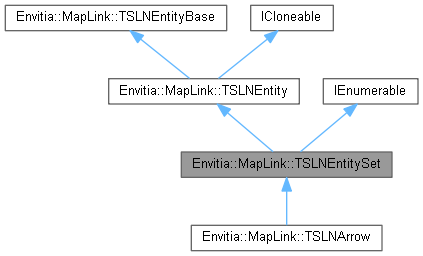 Envitia::MapLink::TSLNEntityBase
ICloneable
Envitia::MapLink::TSLNEntity
IEnumerable
Envitia::MapLink::TSLNEntitySet
Envitia::MapLink::TSLNArrow